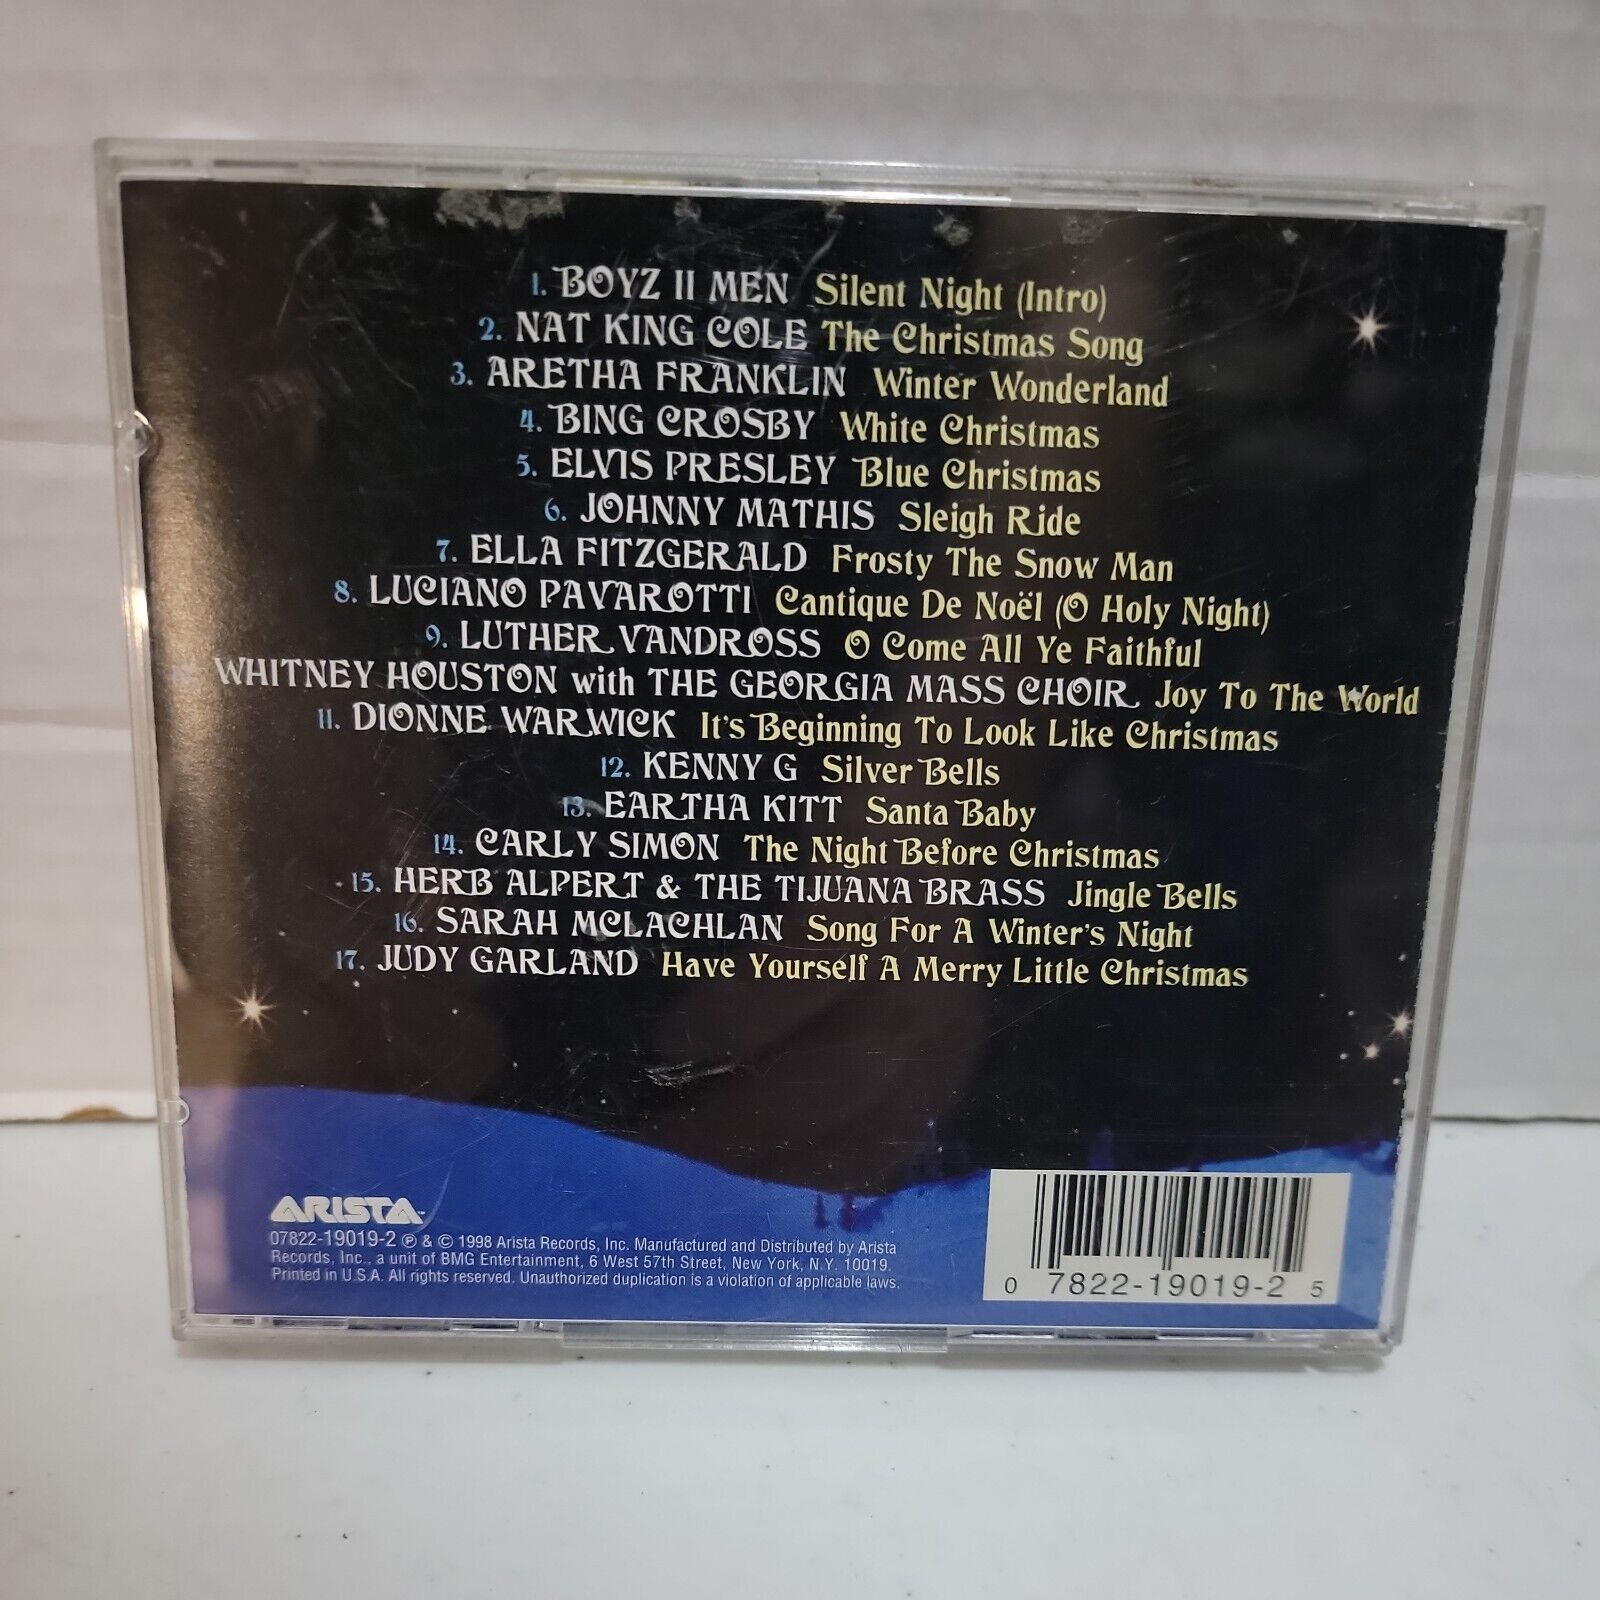 1. BOYZ II MEN Silent Night (Intro)
2. NAT KING COLE The Christmas Song
3. ARETHA FRANKLIN Winter Wonderland
4. BING CROSBY White Christmas
5. ELVIS PRESLEY Blue Christmas
6. JOHNNY MATHIS Sleigh Ride
7. ELLA FITZGERALD Frosty The Snow Man
8. LUCIANO PAVAROTTI Cantique De Noël (O Holy Night)
9. LUTHER VANDROSS O Come All Ye Faithful
WHITNEY HOUSTON with THE GEORGIA MASS CHOIR Joy To The World
11. DIONNE WARWICK It's Beginning To Look Like Christmas
12. KENNY G Silver Bells
13. EARTHA KITT Santa Baby
14. CARLY SIMON The Night Before Christmas
15. HERB ALPERT & THE TIJUANA BRASS Jingle Bells
16. SARAH MCLACHLAN Song For A Winter's Night
17. JUDY GARLAND Have Yourself A Merry Little Christmas
ARISTA™
07822-19019-2 ℗ & © 1998 Arista Records, Inc. Manufactured and Distributed by Arista
Records, Inc., a unit of BMG Entertainment, 6 West 57th Street, New York, N.Y. 10019.
Printed in U.S.A. All rights reserved. Unauthorized duplication is a violation of applicable laws.
0 7822-19019-2 5